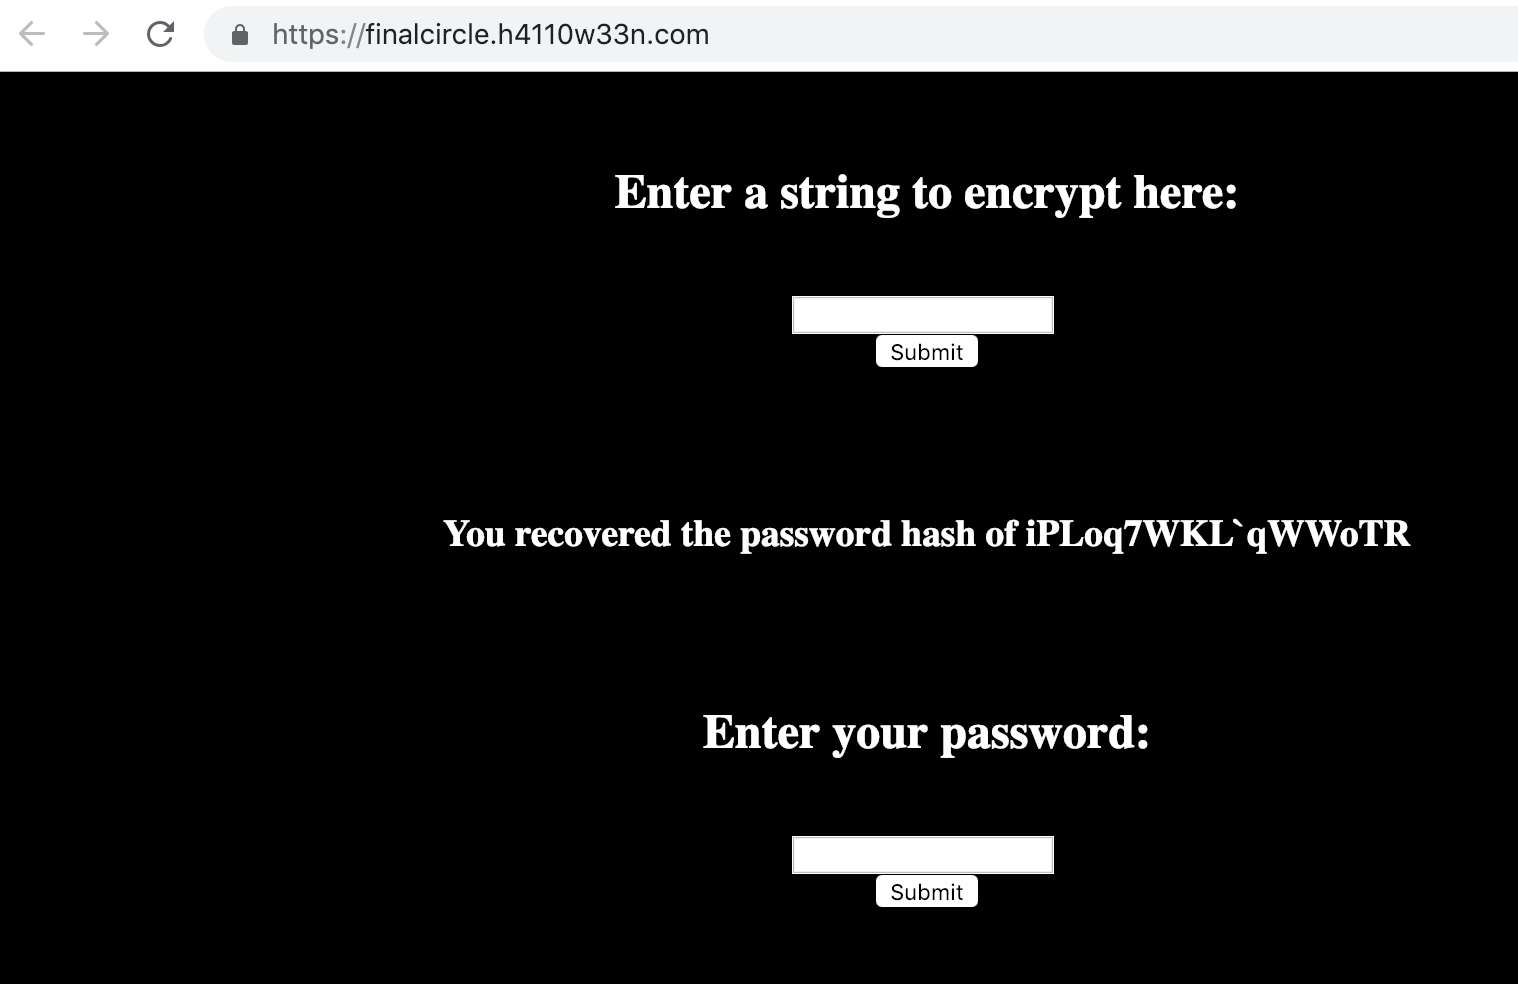 https://finalcircle.h4110w33n.com
Enter a string to encrypt here:
Submit
You recovered the password hash of iPLoq7WKL`qWWoTR
Enter your password:
Submit